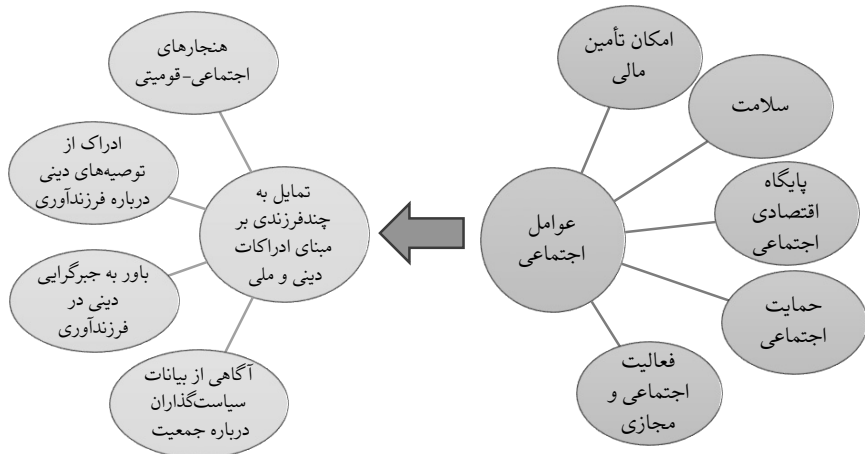 امکان تأمین
مالی
سلامت
پایگاه
اقتصادی
اجتماعی
حمایت
اجتماعی
فعالیت
اجتماعی و
مجازی
عوامل
اجتماعی
تمایل به
چندفرزندی بر
مبنای ادراکات
دینی و ملی
هنجارهای
اجتماعی-قومیتی
ادراک از
توصیه‌های دینی
درباره فرزندآوری
باور به جبرگرایی
دینی در
فرزندآوری
آگاهی از بیانات
سیاست‌گذاران
درباره جمعیت